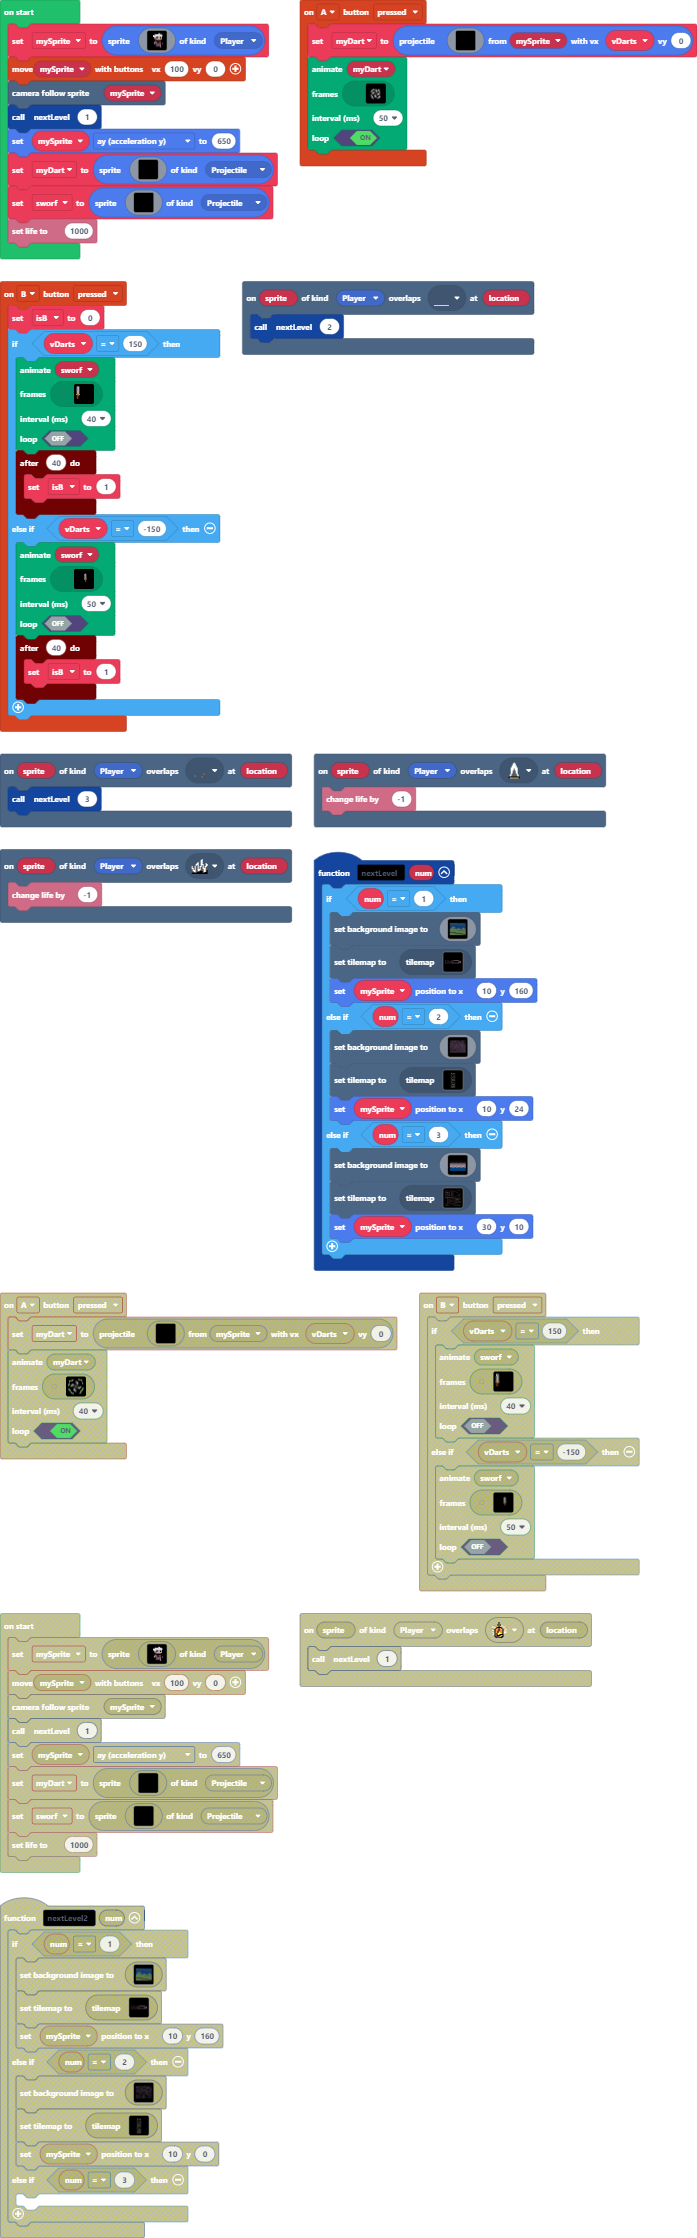 on start
set mySprite to sprite of kind Player
move mySprite with buttons vx 100 vy 0
camera follow sprite mySprite
call nextLevel 1
set mySprite ay (acceleration y) to 650
set myDart to sprite of kind Projectile
set sworf to sprite of kind Projectile
set life to 1000
on A button pressed
set myDart to projectile from mySprite with vx vDarts vy 0
animate myDart
frames
interval (ms) 50
loop ON
on B button pressed
set isB to 0
if vDarts = 150 then
animate sworf
frames
interval (ms) 40
loop OFF
after 40 do
set isB to 1
else if vDarts = -150 then
animate sworf
frames
interval (ms) 50
loop OFF
after 40 do
set isB to 1
on sprite of kind Player overlaps at location
call nextLevel 2
on sprite of kind Player overlaps at location
call nextLevel 3
on sprite of kind Player overlaps at location
change life by -1
on sprite of kind Player overlaps at location
change life by -1
function nextLevel num
if num = 1 then
set background image to
set tilemap to tilemap
set mySprite position to x 10 y 160
else if num = 2 then
set background image to
set tilemap to tilemap
set mySprite position to x 10 y 24
else if num = 3 then
set background image to
set tilemap to tilemap
set mySprite position to x 30 y 10
on A button pressed
set myDart to projectile from mySprite with vx vDarts vy 0
animate myDart
frames
interval (ms) 40
loop ON
on B button pressed
if vDarts = 150 then
animate sworf
frames
interval (ms) 40
loop OFF
else if vDarts = -150 then
animate sworf
frames
interval (ms) 50
loop OFF
on start
set mySprite to sprite of kind Player
move mySprite with buttons vx 100 vy 0
camera follow sprite mySprite
call nextLevel 1
set mySprite ay (acceleration y) to 650
set myDart to sprite of kind Projectile
set sworf to sprite of kind Projectile
set life to 1000
on sprite of kind Player overlaps at location
call nextLevel 1
function nextLevel2 num
if num = 1 then
set background image to
set tilemap to tilemap
set mySprite position to x 10 y 160
else if num = 2 then
set background image to
set tilemap to tilemap
set mySprite position to x 10 y 0
else if num = 3 then